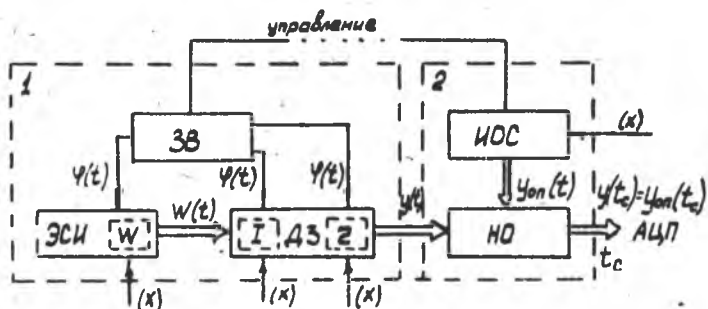 управление
1
2
ЗВ
ИОС
(x)
φ(t)
φ(t)
φ(t)
W(t)
y(t)
yоп(t)
y(tc)=yоп(tc)
ЭСИ
W
I
ДЗ
2
НО
АЦП
tc
(x)
(x)
(x)